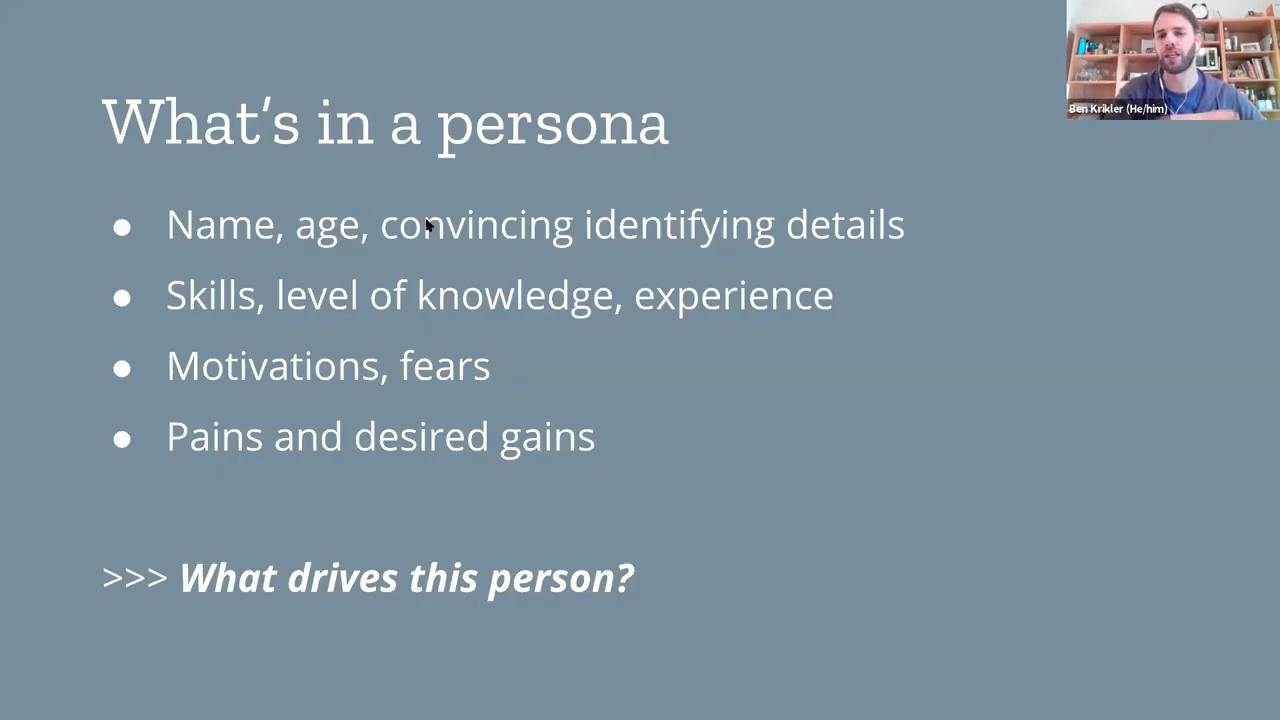 What's in a persona
● Name, age, convincing identifying details
● Skills, level of knowledge, experience
● Motivations, fears
● Pains and desired gains
>>> What drives this person?
Ben Krikler (He/him)